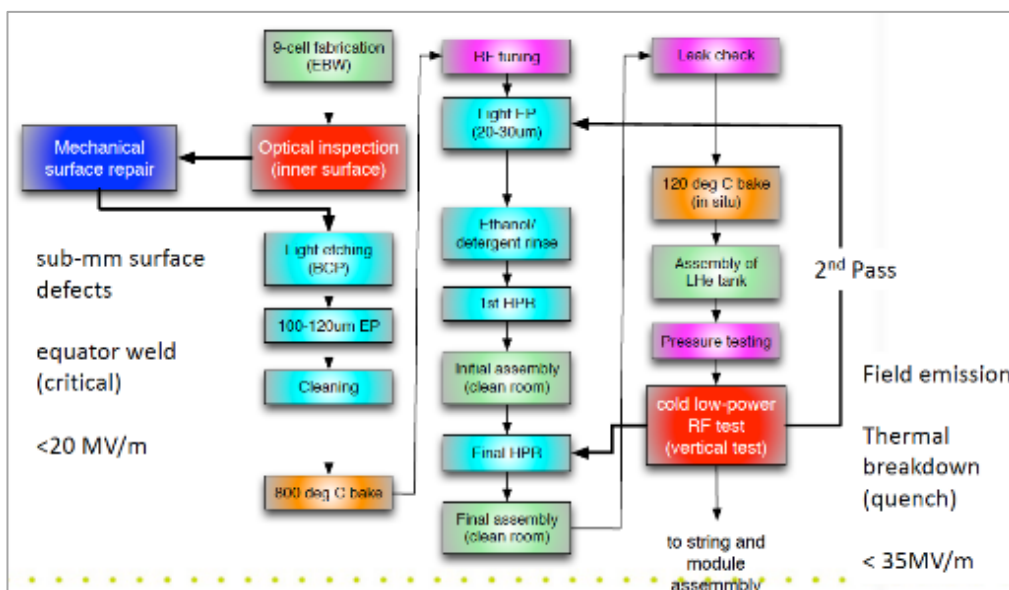 9-cell fabrication
(EBW)
Optical inspection
(inner surface)
Mechanical
surface repair
Light etching
(BCP)
100-120um EP
Cleaning
800 deg C bake
sub-mm surface
defects
equator weld
(critical)
<20 MV/m
RF tuning
Light EP
(20-30um)
Ethanol/
detergent rinse
1st HPR
Initial assembly
(clean room)
Final HPR
Final assembly
(clean room)
Leak check
120 deg C bake
(in situ)
Assembly of
LHe tank
Pressure testing
cold low-power
RF test
(vertical test)
to string and
module
assemmbly
2nd Pass
Field emission
Thermal
breakdown
(quench)
< 35MV/m